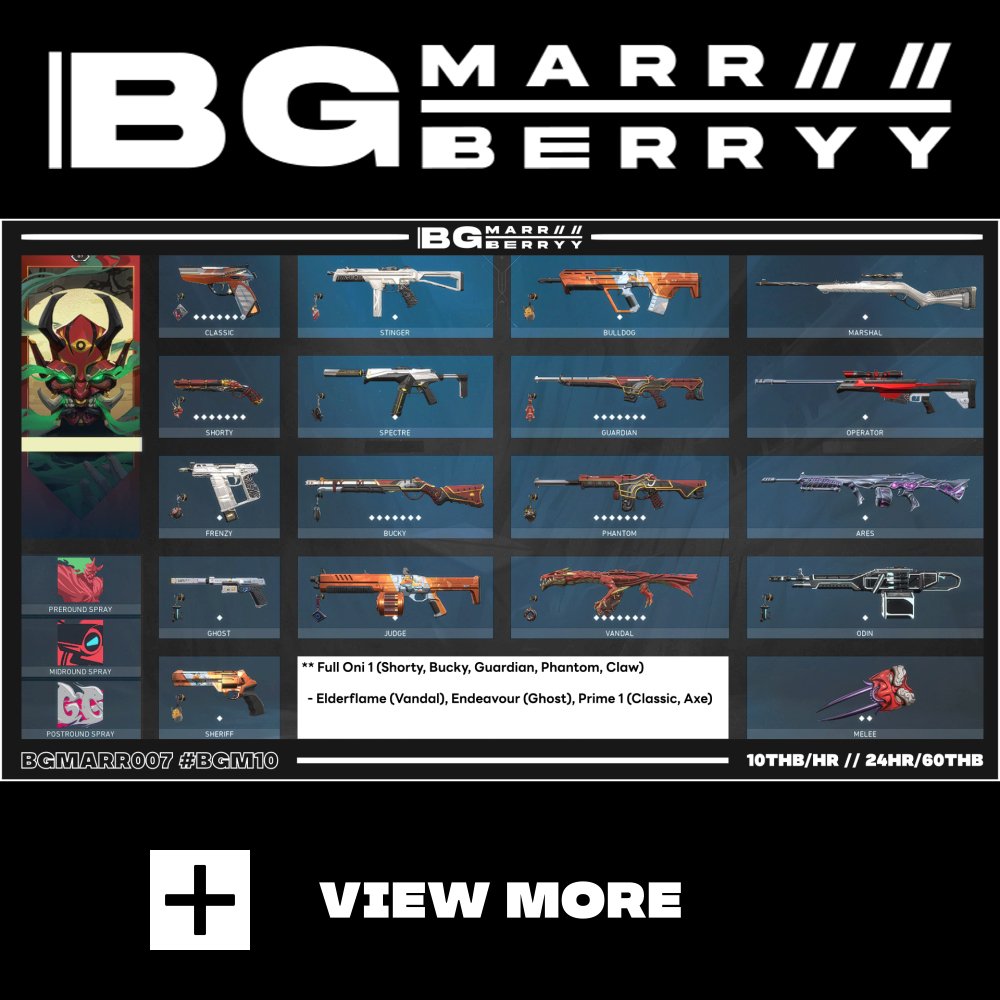 BG MARR// //
BERRYY
BG MARR// //
BERRYY
CLASSIC
STINGER
BULLDOG
MARSHAL
SHORTY
SPECTRE
GUARDIAN
OPERATOR
FRENZY
BUCKY
PHANTOM
ARES
PREROUND SPRAY
GHOST
JUDGE
VANDAL
ODIN
MIDROUND SPRAY
GG
POSTROUND SPRAY
SHERIFF
** Full Oni 1 (Shorty, Bucky, Guardian, Phantom, Claw)
- Elderflame (Vandal), Endeavour (Ghost), Prime 1 (Classic, Axe)
MELEE
BGMARR007 #BGM10
10THB/HR // 24HR/60THB
VIEW MORE